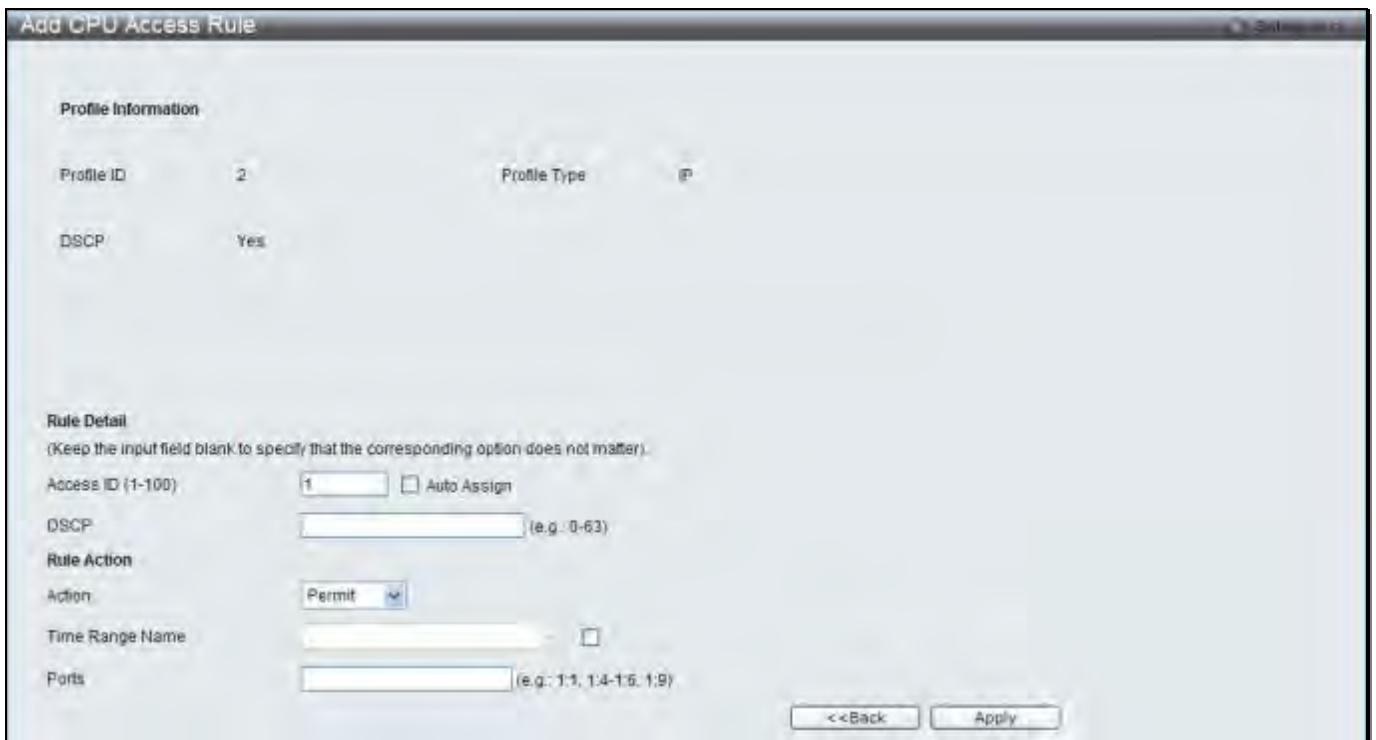 Add CPU Access Rule
Profile Information
Profile ID 2 Profile Type IP
DSCP Yes
Rule Detail
(Keep the input field blank to specify that the corresponding option does not matter).
Access ID (1-100) 1 Auto Assign
DSCP (e.g.: 0-63)
Rule Action
Action Permit
Time Range Name
Ports (e.g.: 1:1, 1:4-1:6, 1:9)
<<Back Apply